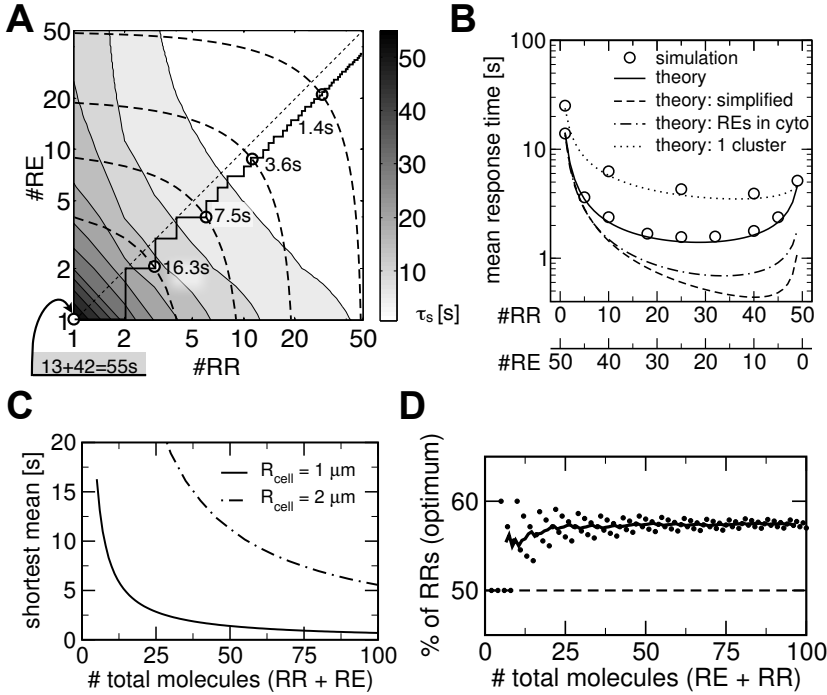 A
50
20
10
5
2
1
#RE
1.4s
3.6s
7.5s
16.3s
1 2 5 10 20 50
#RR
13+42=55s
50
40
30
20
10
τs [s]
B
mean response time [s]
100
10
1
simulation
theory
theory: simplified
theory: REs in cyto
theory: 1 cluster
#RR 0 10 20 30 40 50
#RE 50 40 30 20 10 0
C
shortest mean [s]
20
15
10
5
0
Rcell = 1 μm
Rcell = 2 μm
0 25 50 75 100
# total molecules (RR + RE)
D
% of RRs (optimum)
60
50
0 25 50 75 100
# total molecules (RE + RR)